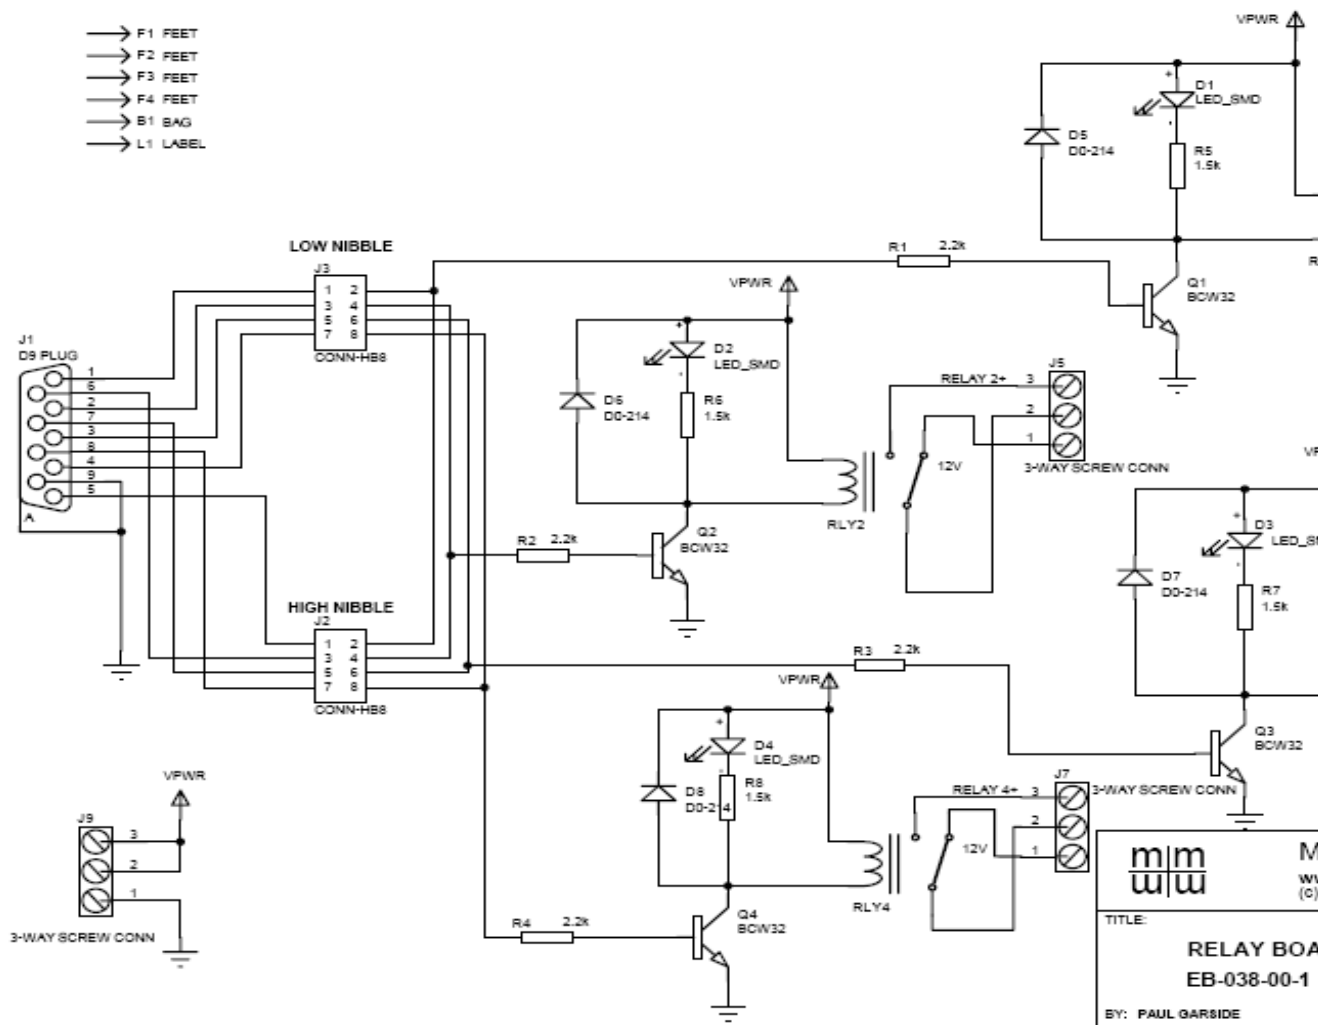 F1 FEET
F2 FEET
F3 FEET
F4 FEET
B1 BAG
L1 LABEL
VPWR
D1
LED_SMD
D5
D0-214
R5
1.5k
R1 2.2k
Q1
BCW32
R
LOW NIBBLE
J3
1 2
3 4
5 6
7 8
CONN-HB8
J1
D9 PLUG
1
6
2
7
3
8
4
9
5
A
VPWR
D2
LED_SMD
D6
D0-214
R6
1.5k
RLY2
12V
RELAY 2+
J5
3
2
1
3-WAY SCREW CONN
R2 2.2k
Q2
BCW32
HIGH NIBBLE
J2
1 2
3 4
5 6
7 8
CONN-HB8
R3 2.2k
VP
D3
LED_SM
D7
D0-214
R7
1.5k
Q3
BCW32
VPWR
D4
LED_SMD
D8
D0-214
R8
1.5k
RLY4
12V
RELAY 4+
J7
3
2
1
3-WAY SCREW CONN
R4 2.2k
Q4
BCW32
VPWR
J9
3
2
1
3-WAY SCREW CONN
m m
w w
M
ww
(C)
TITLE:
RELAY BOA
EB-038-00-1
BY: PAUL GARSIDE